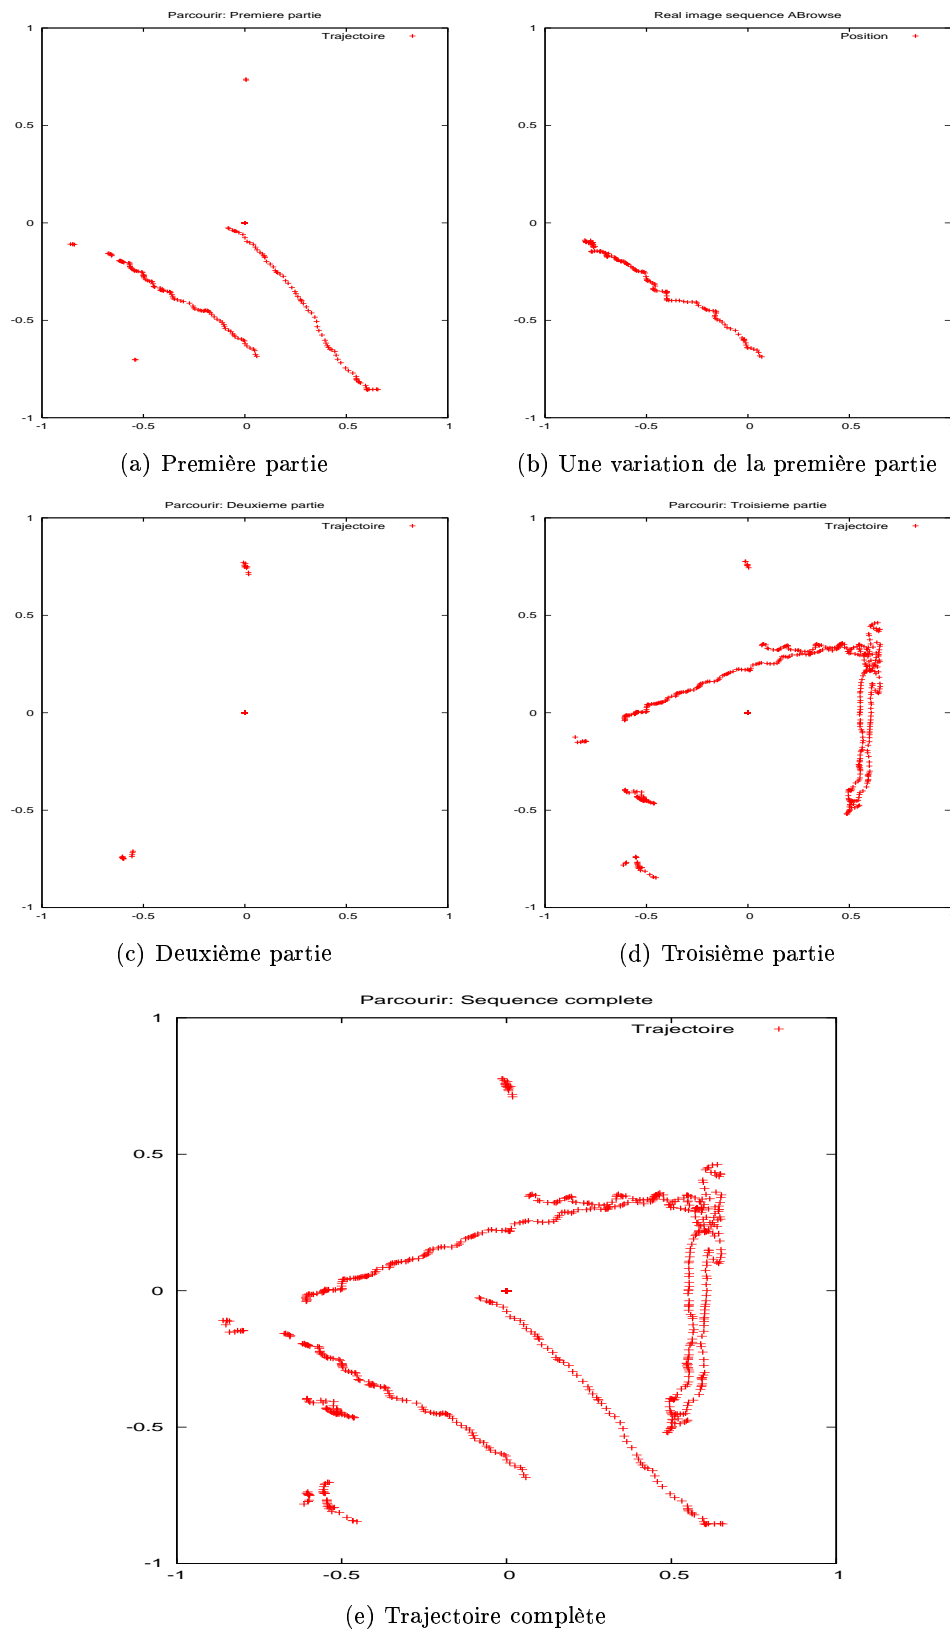 Parcourir: Premiere partie
Trajectoire
1
0.5
0
-0.5
-1
-1 -0.5 0 0.5 1
(a) Première partie
Real image sequence ABrowse
Position
1
0.5
0
-0.5
-1
-1 -0.5 0 0.5
(b) Une variation de la première partie
Parcourir: Deuxieme partie
Trajectoire
1
0.5
0
-0.5
-1
-1 -0.5 0 0.5 1
(c) Deuxième partie
Parcourir: Troisieme partie
Trajectoire
1
0.5
0
-0.5
-1
-1 -0.5 0 0.5
(d) Troisième partie
Parcourir: Sequence complete
Trajectoire
1
0.5
0
-0.5
-1
-1 -0.5 0 0.5 1
(e) Trajectoire complète